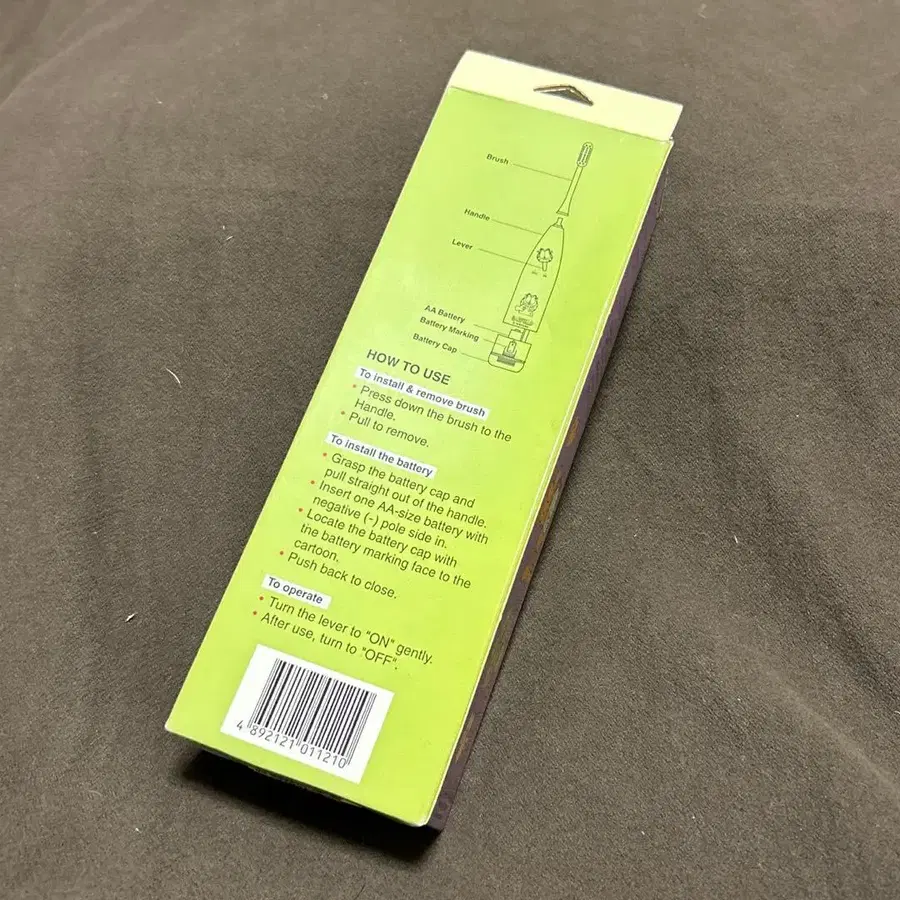 Brush
Handle
Lever
AA Battery
Battery Marking
Battery Cap
HOW TO USE
To install & remove brush
• Press down the brush to the
Handle.
• Pull to remove.
To install the battery
• Grasp the battery cap and
pull straight out of the handle.
• Insert one AA-size battery with
negative (-) pole side in.
• Locate the battery cap with
the battery marking face to the
cartoon.
• Push back to close.
To operate
• Turn the lever to "ON" gently.
• After use, turn to "OFF".
4 892121 011210